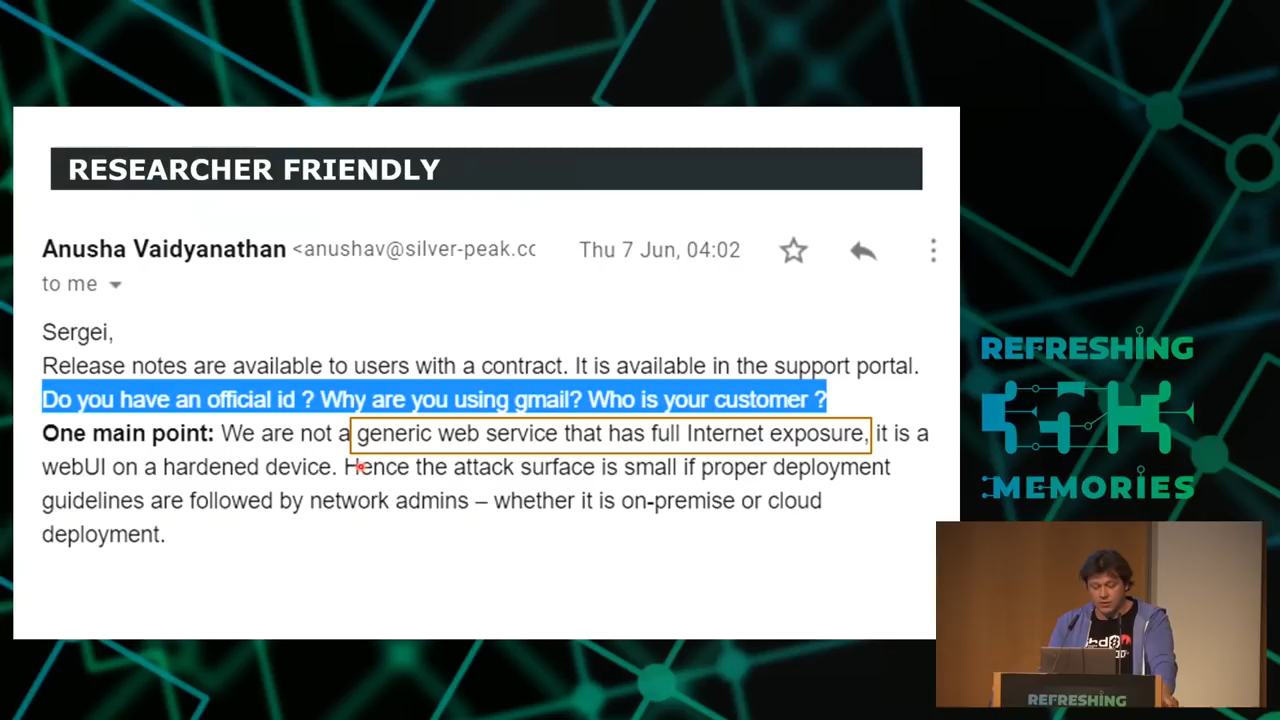 RESEARCHER FRIENDLY
Anusha Vaidyanathan <anushav@silver-peak.cc Thu 7 Jun, 04:02
to me
Sergei,
Release notes are available to users with a contract. It is available in the support portal.
Do you have an official id ? Why are you using gmail? Who is your customer ?
One main point: We are not a generic web service that has full Internet exposure, it is a
webUI on a hardened device. Hence the attack surface is small if proper deployment
guidelines are followed by network admins – whether it is on-premise or cloud
deployment.
REFRESHING
35C3
MEMORIES
REFRESHING